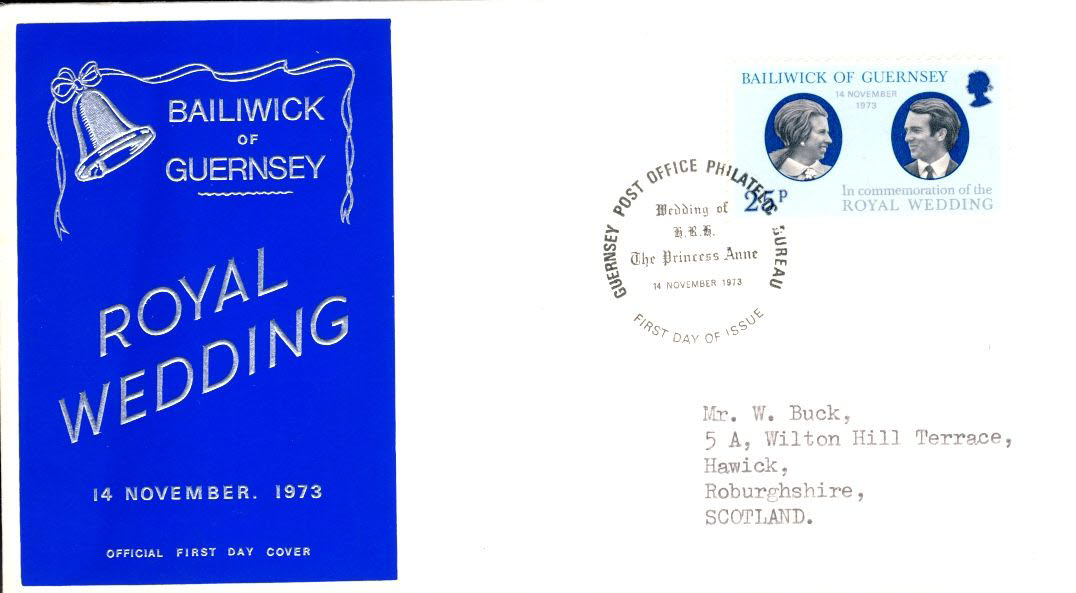 BAILIWICK
OF
GUERNSEY
ROYAL
WEDDING
14 NOVEMBER. 1973
OFFICIAL FIRST DAY COVER
BAILIWICK OF GUERNSEY
14 NOVEMBER
1973
25p
In commemoration of the
ROYAL WEDDING
GUERNSEY POST OFFICE PHILATELIC BUREAU
Wedding of
H.R.H.
The Princess Anne
14 NOVEMBER 1973
FIRST DAY OF ISSUE
Mr. W. Buck,
5 A, Wilton Hill Terrace,
Hawick,
Roburghshire,
SCOTLAND.